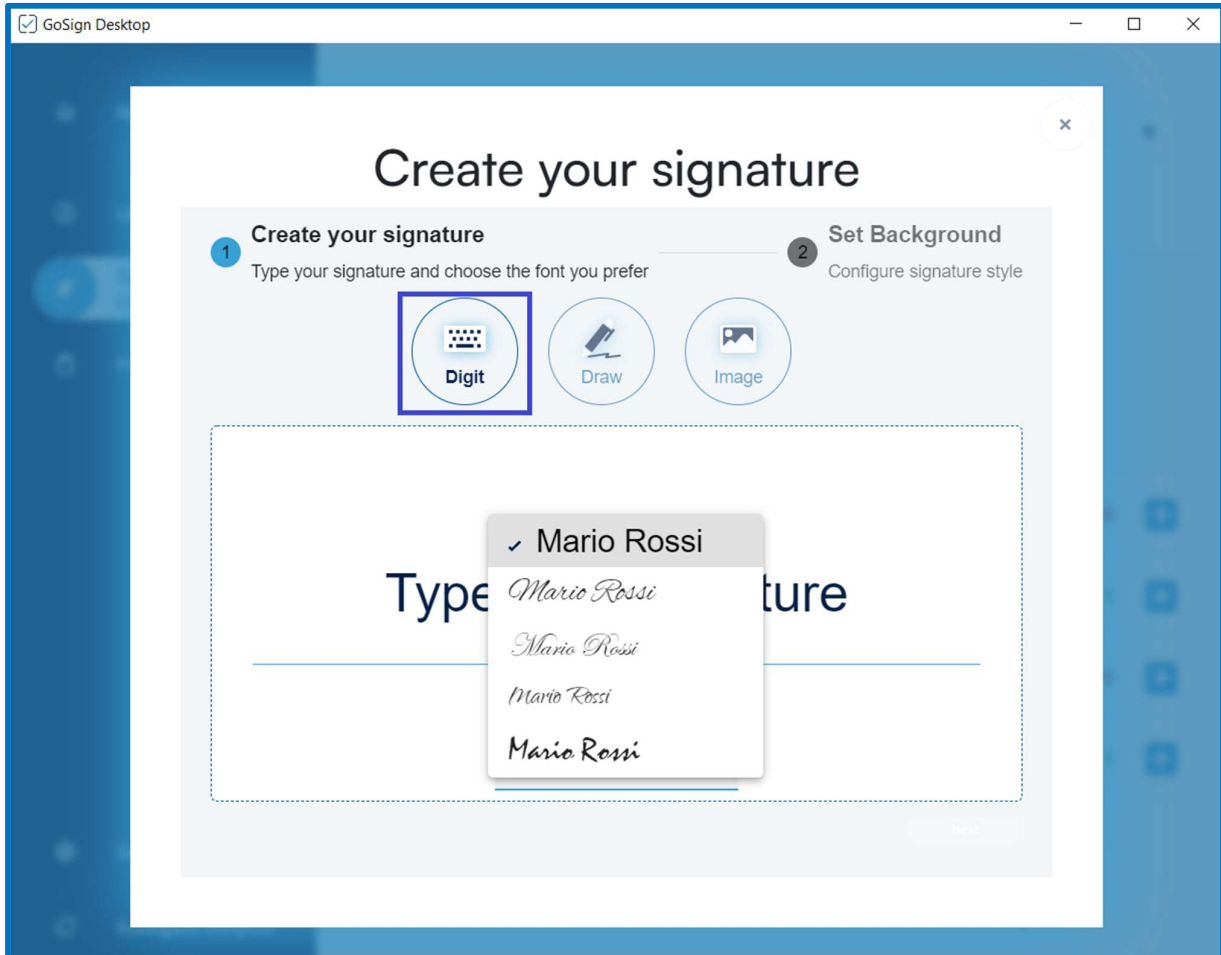 GoSign Desktop
Create your signature
1 Create your signature
Type your signature and choose the font you prefer
2 Set Background
Configure signature style
Digit
Draw
Image
Mario Rossi
Type ture
Mario Rossi
Mario Rossi
Mario Rossi
Mario Rossi
Next